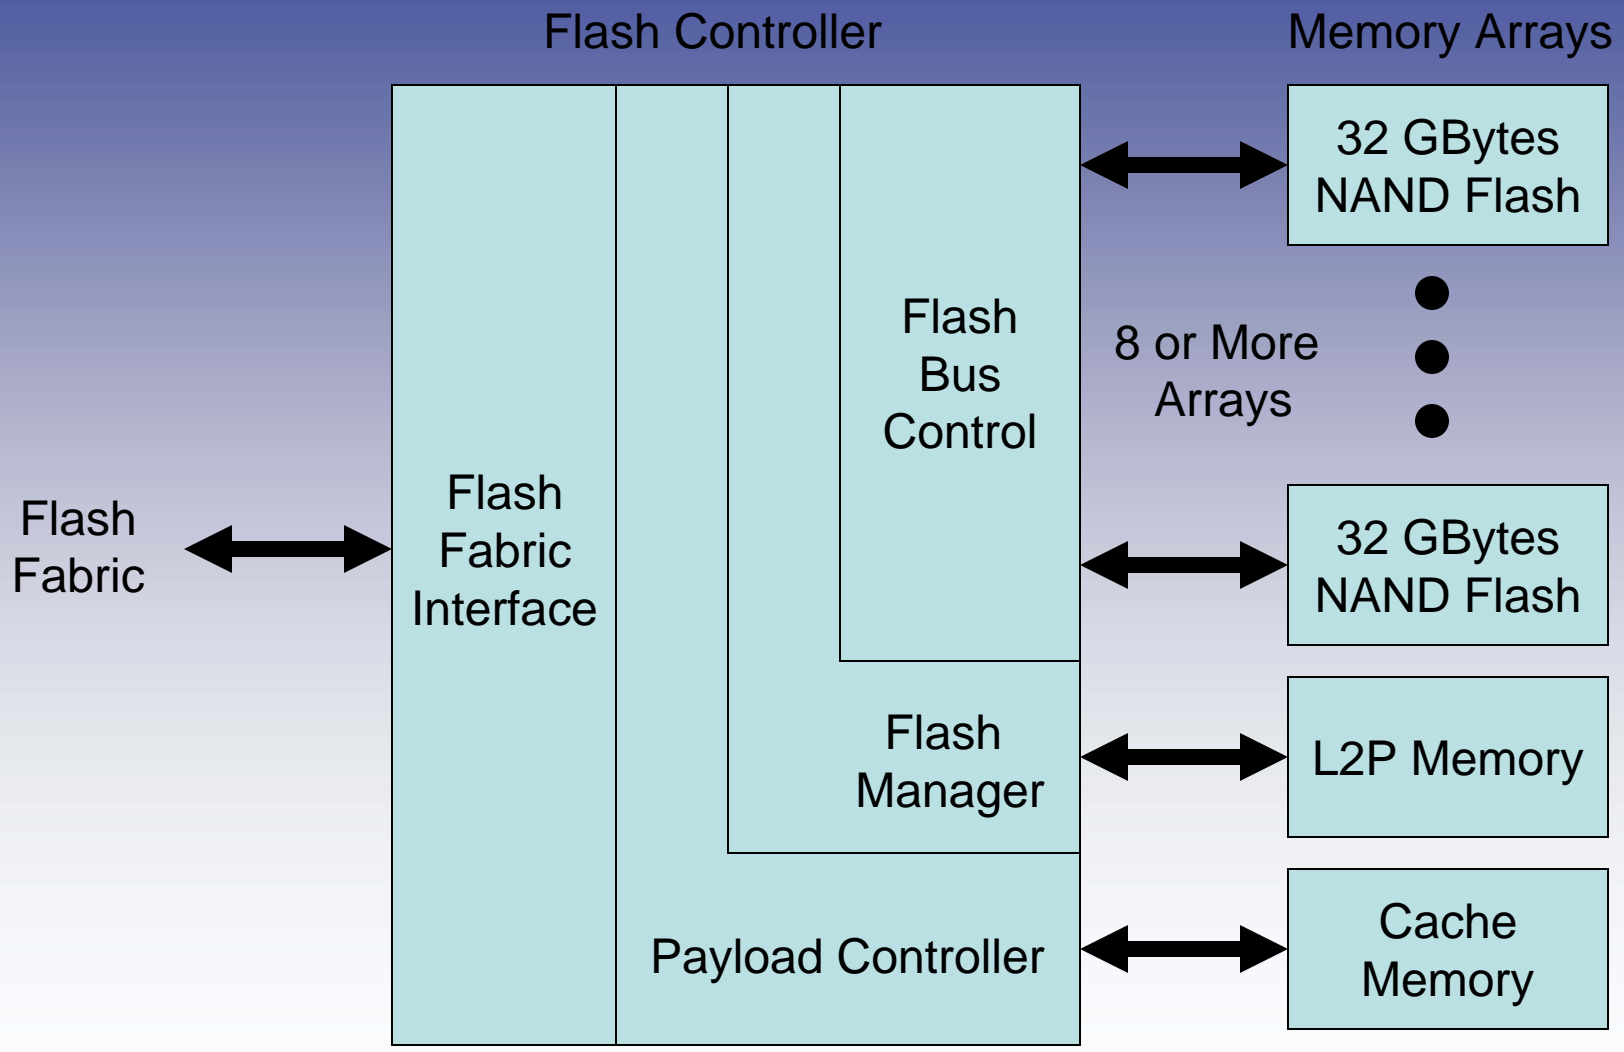 Flash Controller
Memory Arrays
32 GBytes
NAND Flash
Flash
Bus
Control
8 or More
Arrays
Flash
Fabric
Flash
Fabric
Interface
32 GBytes
NAND Flash
Flash
Manager
L2P Memory
Payload Controller
Cache
Memory